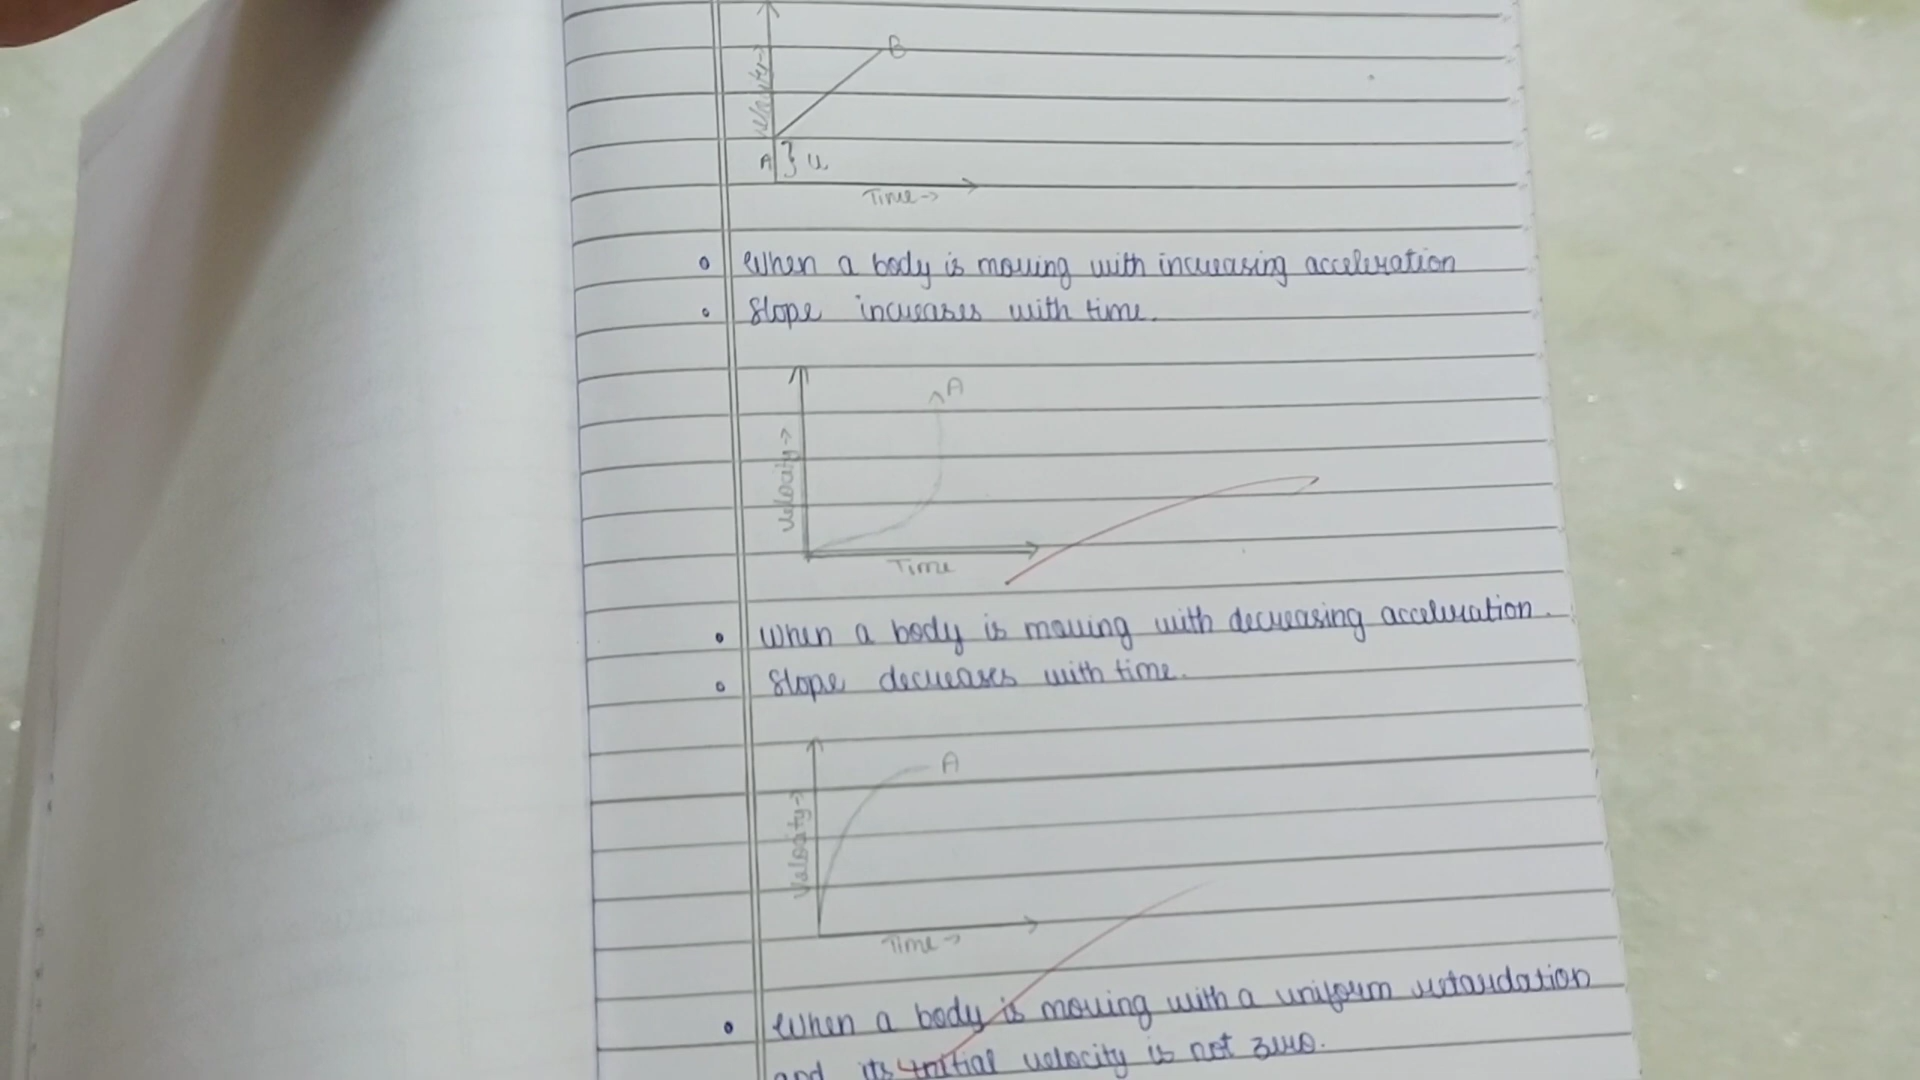 B
Velocity->
A } u
Time ->
When a body is moving with increasing acceleration
Slope increases with time.
A
Velocity ->
Time
When a body is moving with decreasing acceleration.
Slope decreases with time.
A
Velocity->
Time ->
When a body is moving with a uniform retardation
and its initial velocity is not zero.